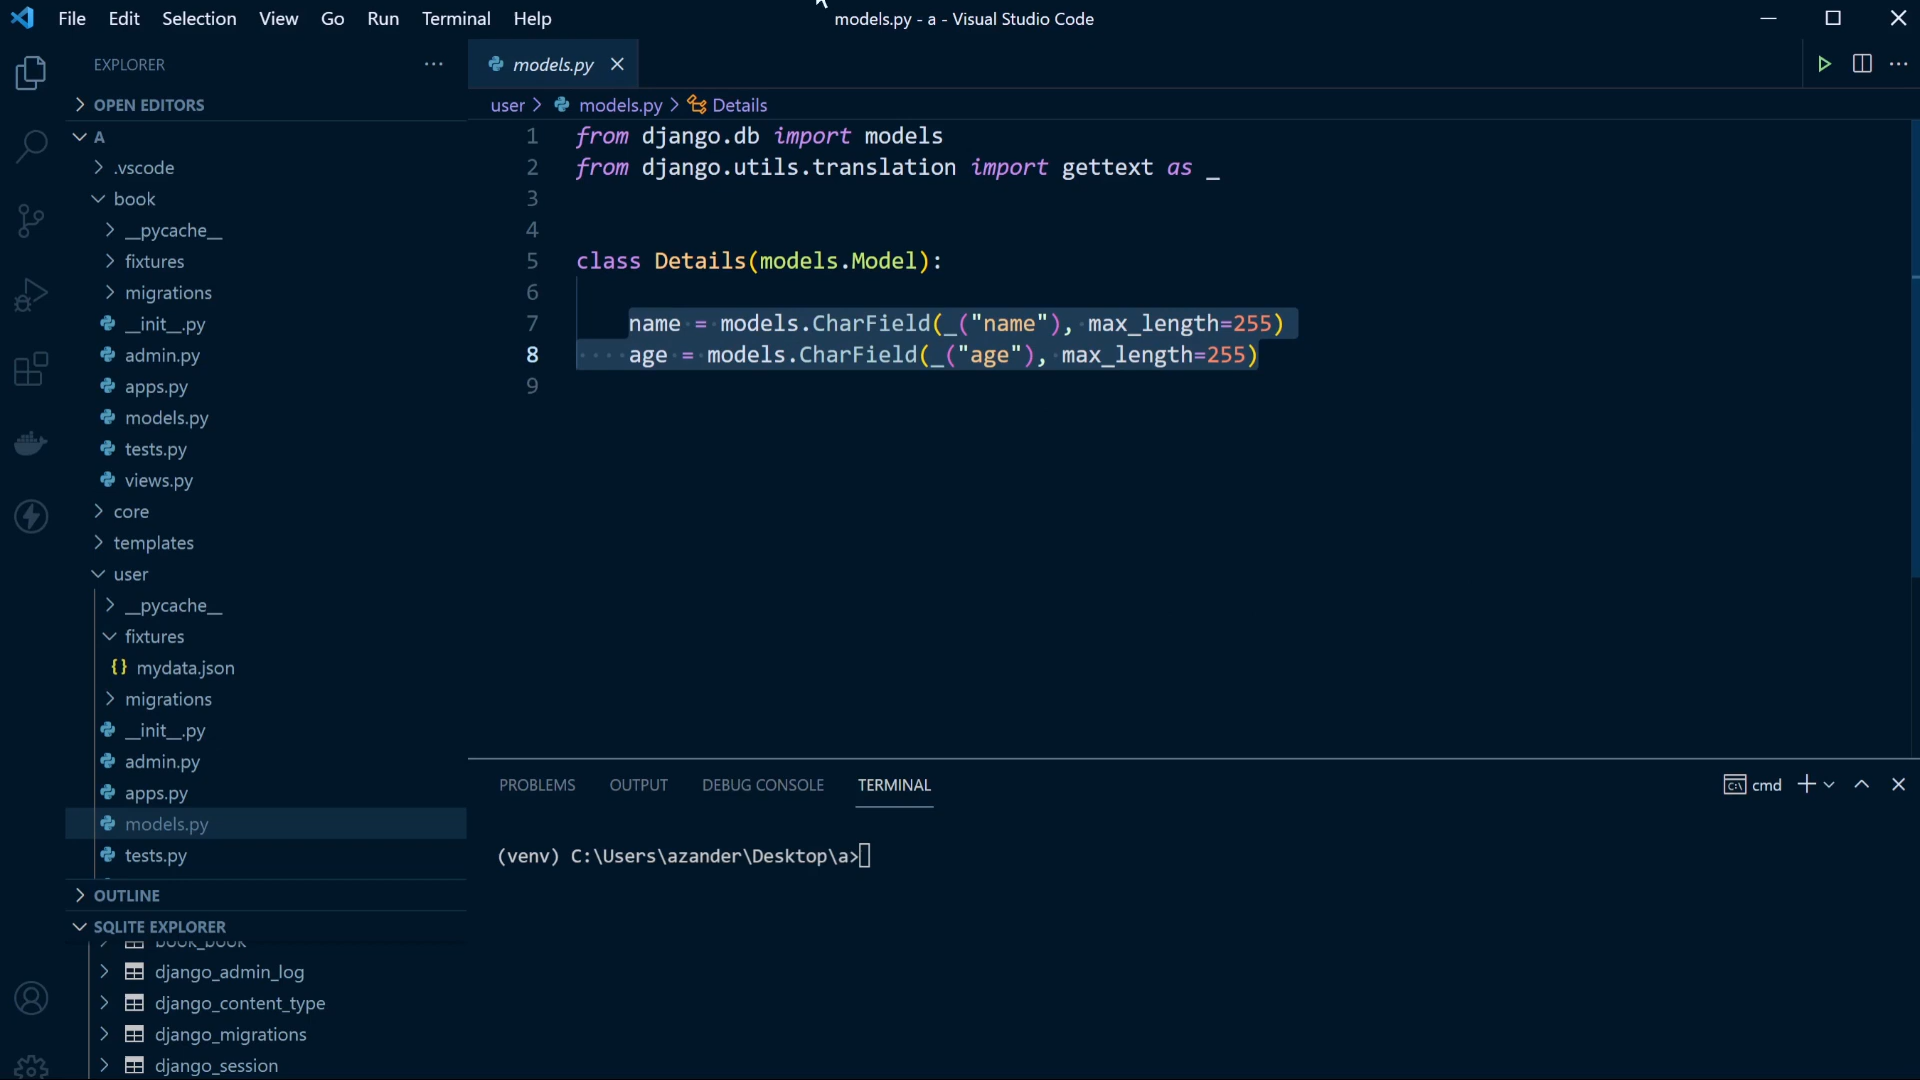 File Edit Selection View Go Run Terminal Help models.py - a - Visual Studio Code
EXPLORER
models.py
OPEN EDITORS
user > models.py > Details
A
.vscode
book
__pycache__
fixtures
migrations
__init__.py
admin.py
apps.py
models.py
tests.py
views.py
core
templates
user
__pycache__
fixtures
{} mydata.json
migrations
__init__.py
admin.py
apps.py
models.py
tests.py
OUTLINE
SQLITE EXPLORER
book_book
django_admin_log
django_content_type
django_migrations
django_session
1 from django.db import models
2 from django.utils.translation import gettext as _
3
4
5 class Details(models.Model):
6
7 name = models.CharField(_("name"), max_length=255)
8 age = models.CharField(_("age"), max_length=255)
9
PROBLEMS OUTPUT DEBUG CONSOLE TERMINAL cmd
(venv) C:\Users\azander\Desktop\a>